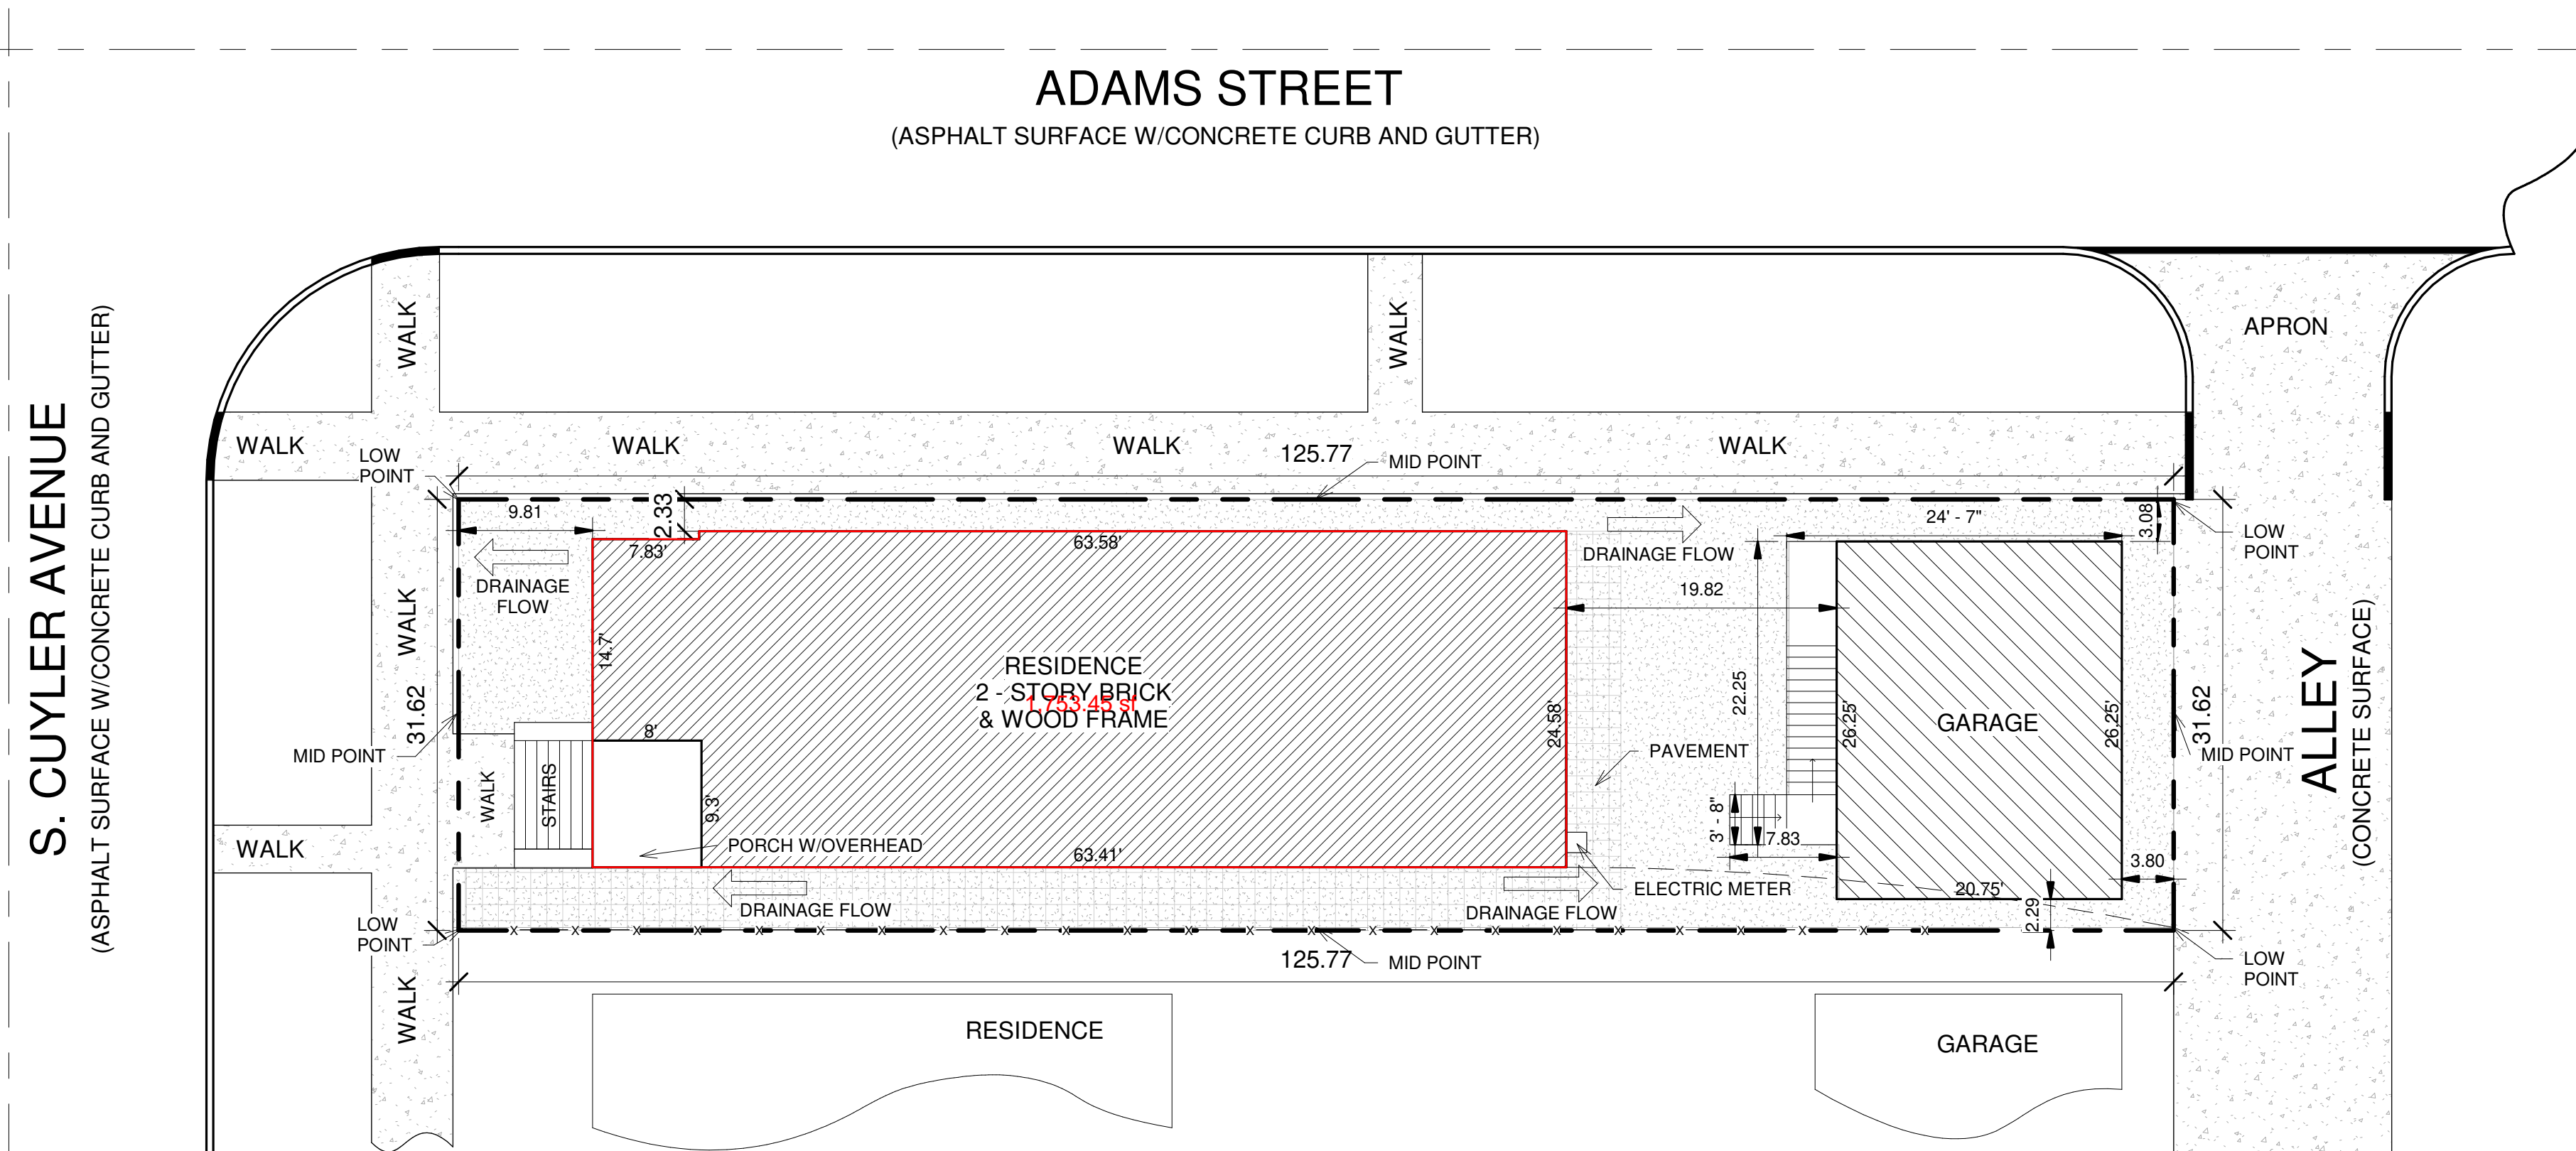 ADAMS STREET
(ASPHALT SURFACE W/CONCRETE CURB AND GUTTER)
S. CUYLER AVENUE
(ASPHALT SURFACE W/CONCRETE CURB AND GUTTER)
WALK
WALK
APRON
WALK
WALK
WALK
WALK
LOW
POINT
125.77
MID POINT
9.81
2.33
7.83'
63.58'
DRAINAGE
FLOW
DRAINAGE FLOW
24' - 7"
3.08
LOW
POINT
19.82
WALK
14.7'
31.62
MID POINT
RESIDENCE
2 - STORY BRICK
& WOOD FRAME
1,753.45 sf
24.58'
22.25
26.25'
GARAGE
26.25'
31.62
MID POINT
ALLEY
(CONCRETE SURFACE)
8'
PAVEMENT
WALK
STAIRS
9.3'
PORCH W/OVERHEAD
63.41'
3' - 8"
7.83
3.80
WALK
ELECTRIC METER
20.75'
2.29
DRAINAGE FLOW
DRAINAGE FLOW
LOW
POINT
X X X X X X X X X X X X X X X X X X X X X X X X
125.77
MID POINT
LOW
POINT
WALK
RESIDENCE
GARAGE